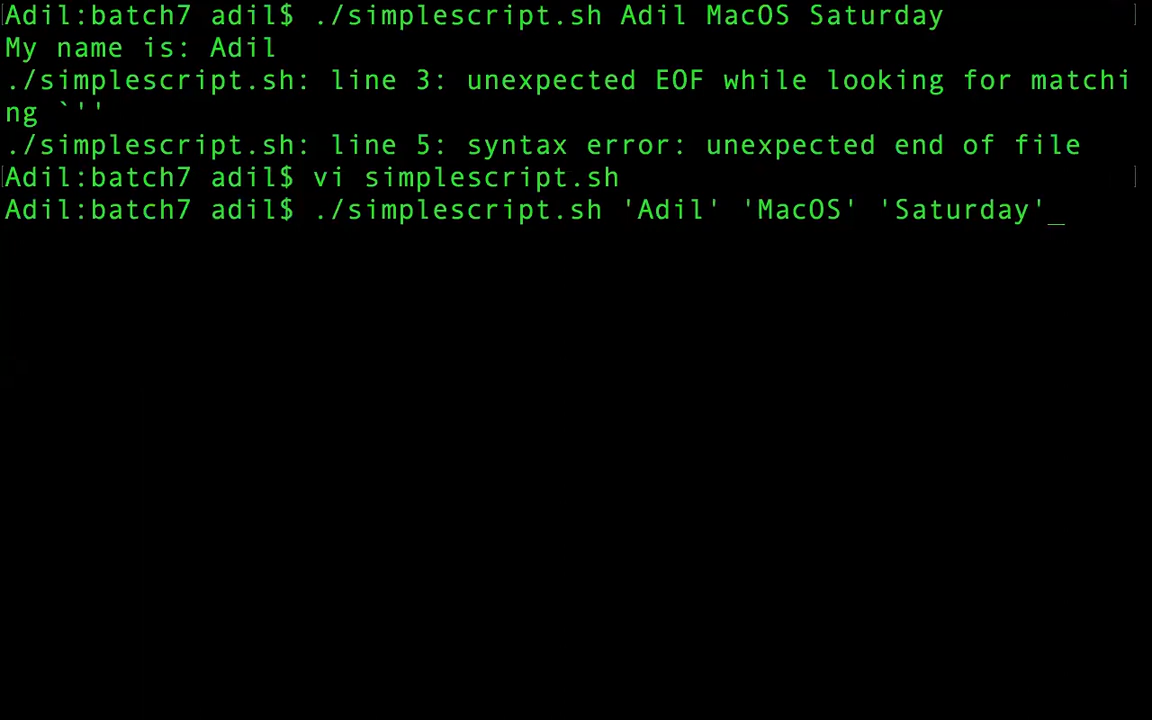 Adil:batch7 adil$ ./simplescript.sh Adil MacOS Saturday
My name is: Adil
./simplescript.sh: line 3: unexpected EOF while looking for matchi
ng `''
./simplescript.sh: line 5: syntax error: unexpected end of file
Adil:batch7 adil$ vi simplescript.sh
Adil:batch7 adil$ ./simplescript.sh 'Adil' 'MacOS' 'Saturday'_